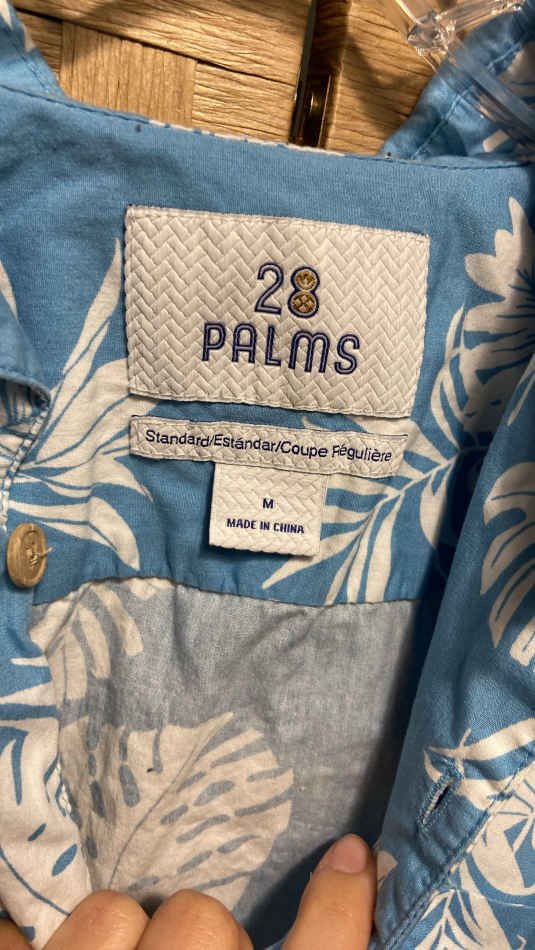 28
PALMS
Standard/Estándar/Coupe Régulière
M
MADE IN CHINA